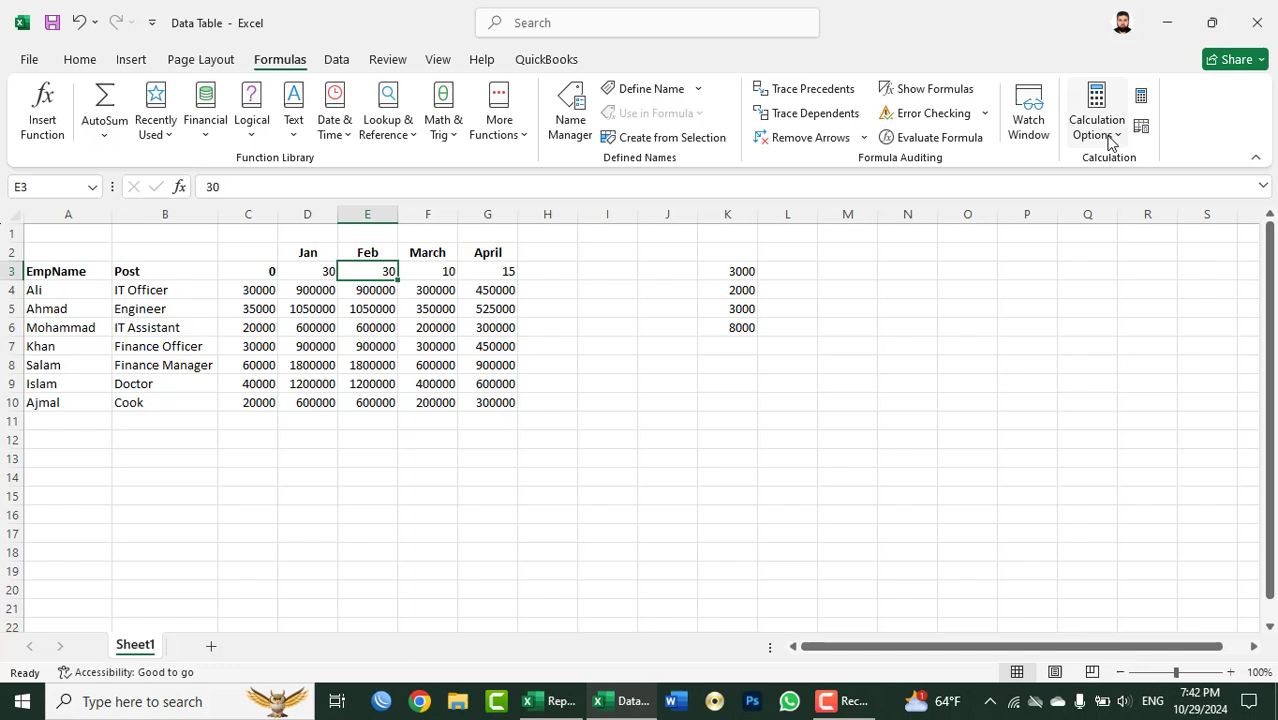 Data Table - Excel
Search
File Home Insert Page Layout Formulas Data Review View Help QuickBooks
Share
Insert Function
AutoSum
Recently Used
Financial
Logical
Text
Date & Time
Lookup & Reference
Math & Trig
More Functions
Function Library
Name Manager
Define Name
Use in Formula
Create from Selection
Defined Names
Trace Precedents
Trace Dependents
Remove Arrows
Show Formulas
Error Checking
Evaluate Formula
Formula Auditing
Watch Window
Calculation Options
Calculation
E3 fx 30
A B C D E F G H I J K L M N O P Q R S
1
2 Jan Feb March April
3 EmpName Post 0 30 30 10 15 3000
4 Ali IT Officer 30000 900000 900000 300000 450000 2000
5 Ahmad Engineer 35000 1050000 1050000 350000 525000 3000
6 Mohammad IT Assistant 20000 600000 600000 200000 300000 8000
7 Khan Finance Officer 30000 900000 900000 300000 450000
8 Salam Finance Manager 60000 1800000 1800000 600000 900000
9 Islam Doctor 40000 1200000 1200000 400000 600000
10 Ajmal Cook 20000 600000 600000 200000 300000
11
12
13
14
15
16
17
18
19
20
21
22
Sheet1
Ready Accessibility: Good to go 100%
Type here to search
Rep...
Data...
Rec...
64°F
ENG
7:42 PM
10/29/2024